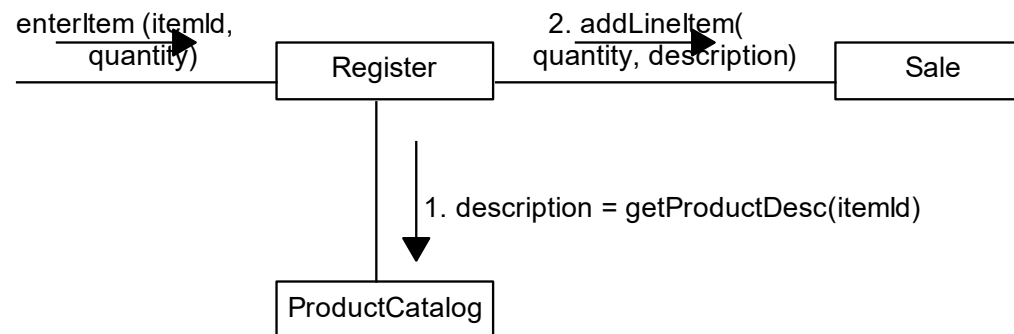 enterItem (itemId,
quantity)
2. addLineItem(
quantity, description)
Register
Sale
1. description = getProductDesc(itemId)
ProductCatalog